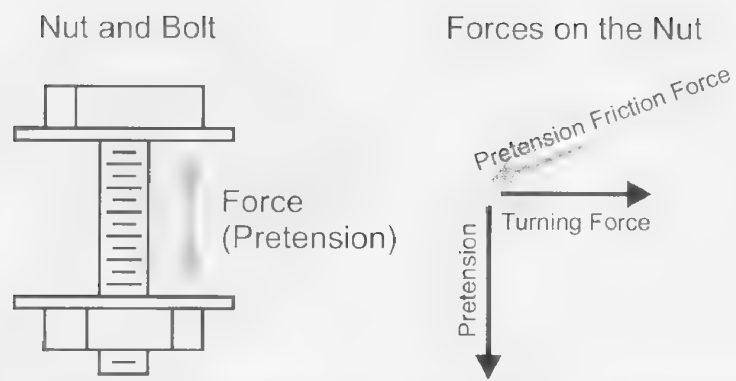 Nut and Bolt
Forces on the Nut
Force
(Pretension)
Pretension Friction Force
Turning Force
Pretension